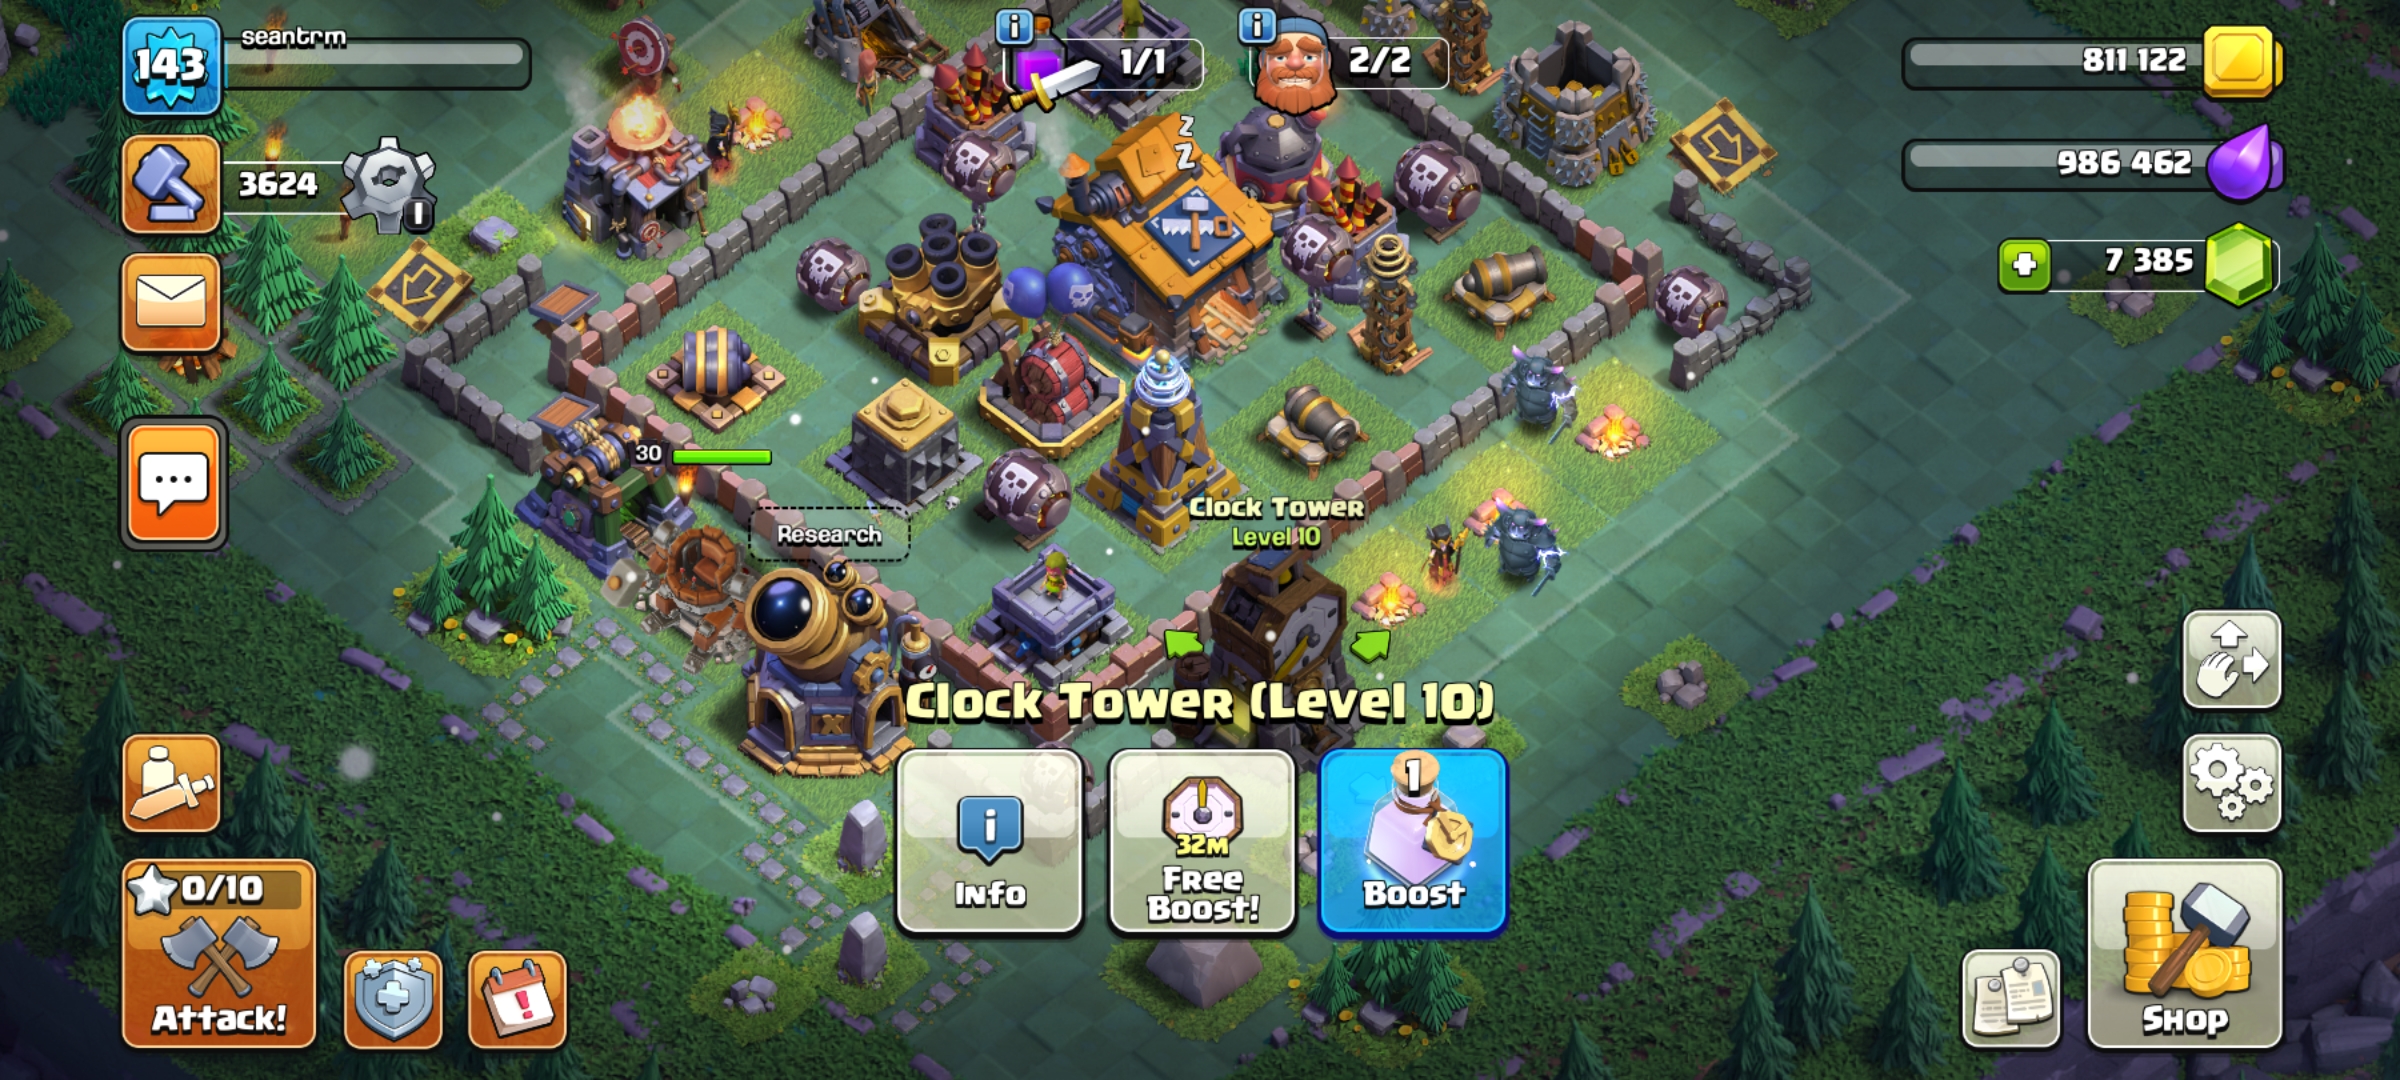 143
seantrm
1/1
2/2
811 122
3624
986 462
7 385
z
z
30
Research
Clock Tower
Level 10
Clock Tower (Level 10)
Info
32M
Free
Boost!
1
Boost
0/10
Attack!
Shop